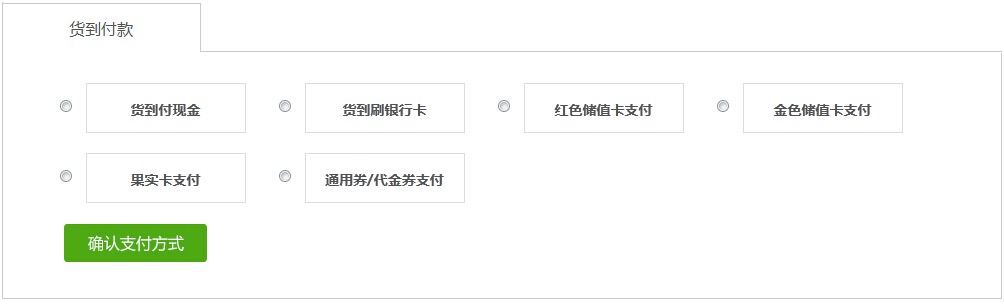 货到付款
货到付现金
货到刷银行卡
红色储值卡支付
金色储值卡支付
果实卡支付
通用券/代金券支付
确认支付方式